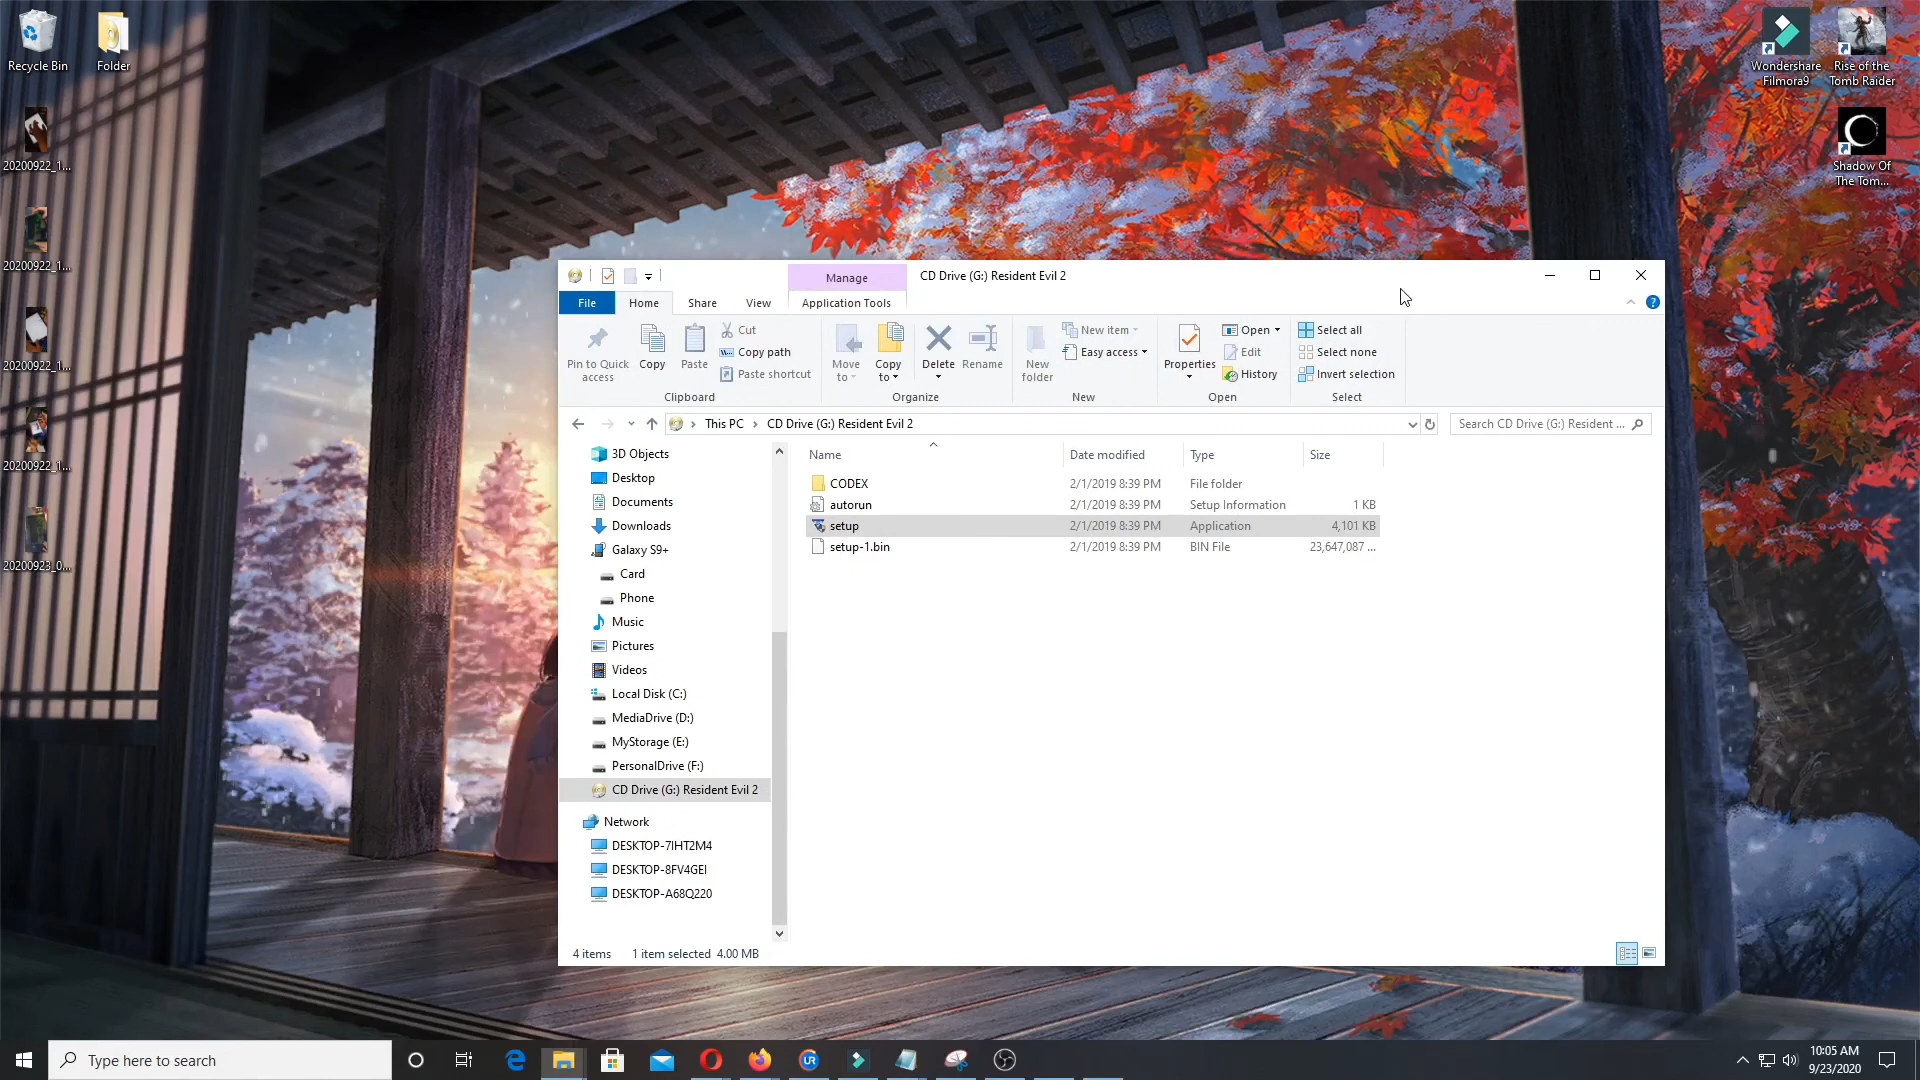 Recycle Bin
Folder
20200922_1...
20200922_1...
20200922_1...
20200922_1...
20200923_0...
Wondershare
Filmora9
Rise of the
Tomb Raider
Shadow Of
The Tom...
Manage
CD Drive (G:) Resident Evil 2
File
Home
Share
View
Application Tools
Pin to Quick
access
Copy
Paste
Cut
Copy path
Paste shortcut
Clipboard
Move
to
Copy
to
Delete
Rename
Organize
New
folder
New item
Easy access
New
Properties
Open
Edit
History
Open
Select all
Select none
Invert selection
Select
This PC
CD Drive (G:) Resident Evil 2
Search CD Drive (G:) Resident ...
3D Objects
Desktop
Documents
Downloads
Galaxy S9+
Card
Phone
Music
Pictures
Videos
Local Disk (C:)
MediaDrive (D:)
MyStorage (E:)
PersonalDrive (F:)
CD Drive (G:) Resident Evil 2
Network
DESKTOP-7IHT2M4
DESKTOP-8FV4GEI
DESKTOP-A68Q220
Name Date modified Type Size
CODEX 2/1/2019 8:39 PM File folder
autorun 2/1/2019 8:39 PM Setup Information 1 KB
setup 2/1/2019 8:39 PM Application 4,101 KB
setup-1.bin 2/1/2019 8:39 PM BIN File 23,647,087 ...
4 items 1 item selected 4.00 MB
Type here to search
UR
10:05 AM
9/23/2020